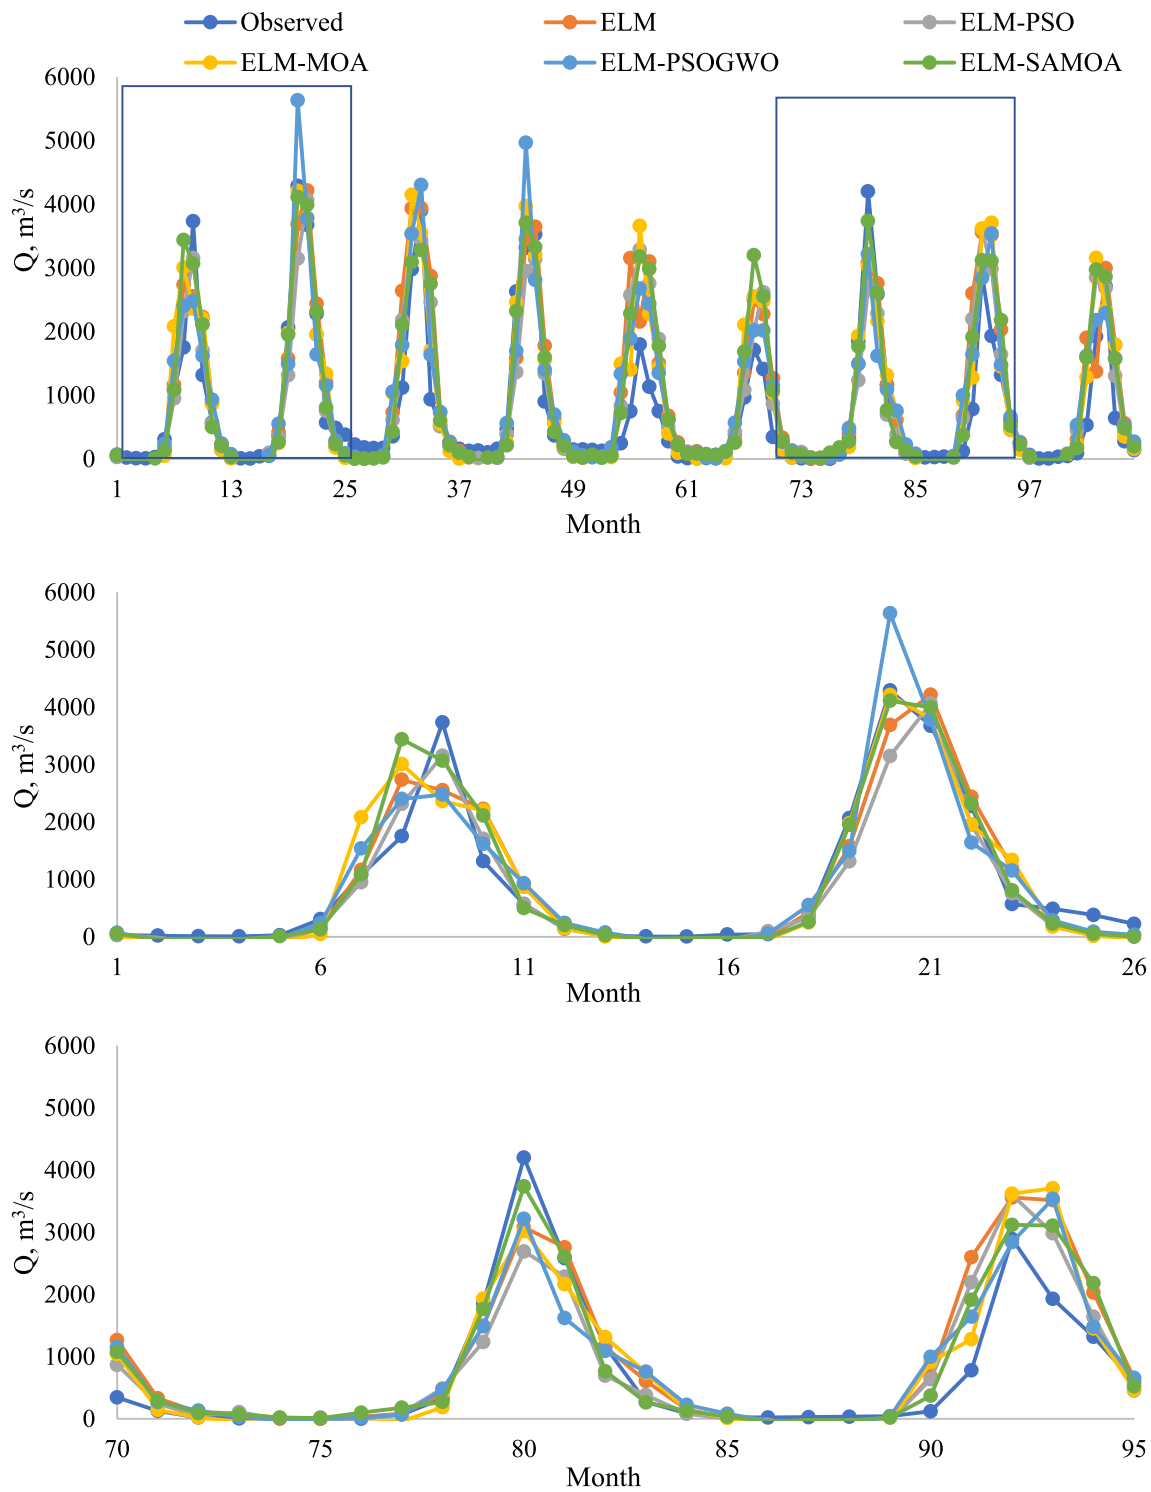 Observed ELM ELM-PSO
ELM-MOA ELM-PSOGWO ELM-SAMOA
6000
5000
4000
3000
2000
1000
0
Q, m³/s
1 13 25 37 49 61 73 85 97
Month
6000
5000
4000
3000
2000
1000
0
Q, m³/s
1 6 11 16 21 26
Month
6000
5000
4000
3000
2000
1000
0
Q, m³/s
70 75 80 85 90 95
Month